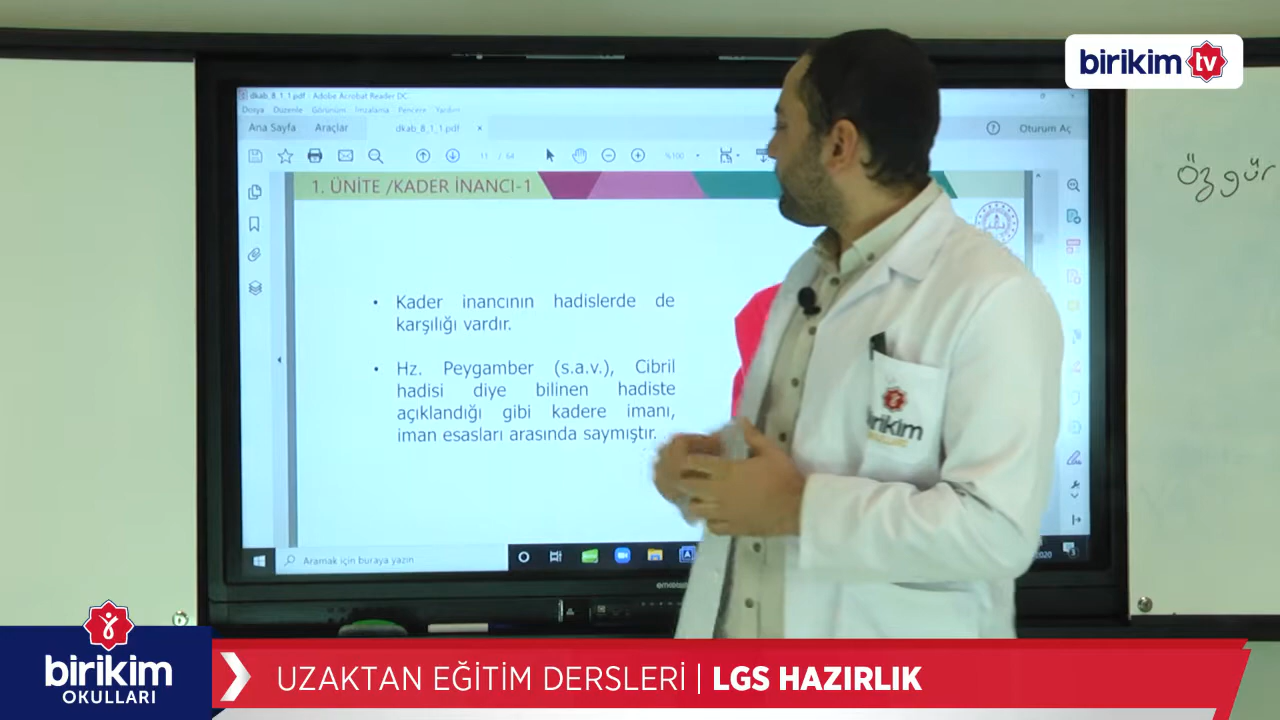 birikim tv
dkab_8_1_1.pdf - Adobe Acrobat Reader DC
Dosya Düzenle Görünüm İmzalama Pencere Yardım
Ana Sayfa Araçlar dkab_8_1_1.pdf × Oturum Aç
11 / 64 %100
Özgür
1. ÜNİTE /KADER İNANCI-1
• Kader inancının hadislerde de
karşılığı vardır.
• Hz. Peygamber (s.a.v.), Cibril
hadisi diye bilinen hadiste
açıklandığı gibi kadere imanı,
iman esasları arasında saymıştır.
birikim
OKULLARI
Aramak için buraya yazın
2020
birikim
OKULLARI
UZAKTAN EĞİTİM DERSLERİ | LGS HAZIRLIK